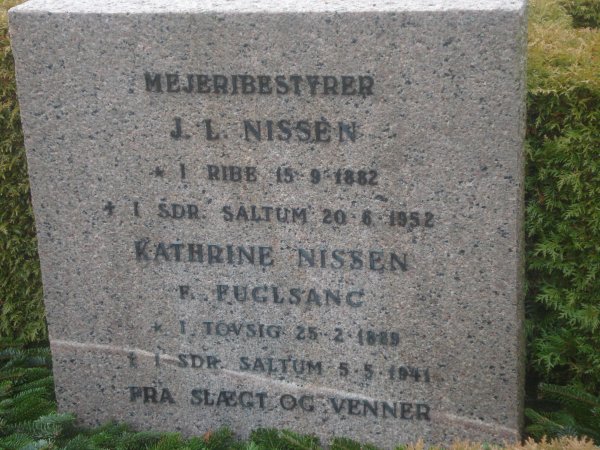 MEJERIBESTYRER
J. L. NISSEN
* I RIBE 15-9-1882
† I SDR. SALTUM 20-6-1952
KATHRINE NISSEN
F. FUGLSANG
* I TOVSIG 25-2-1889
† I SDR. SALTUM 5-5-1941
FRA SLÆGT OG VENNER